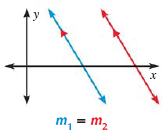 y
x
m₁ = m₂